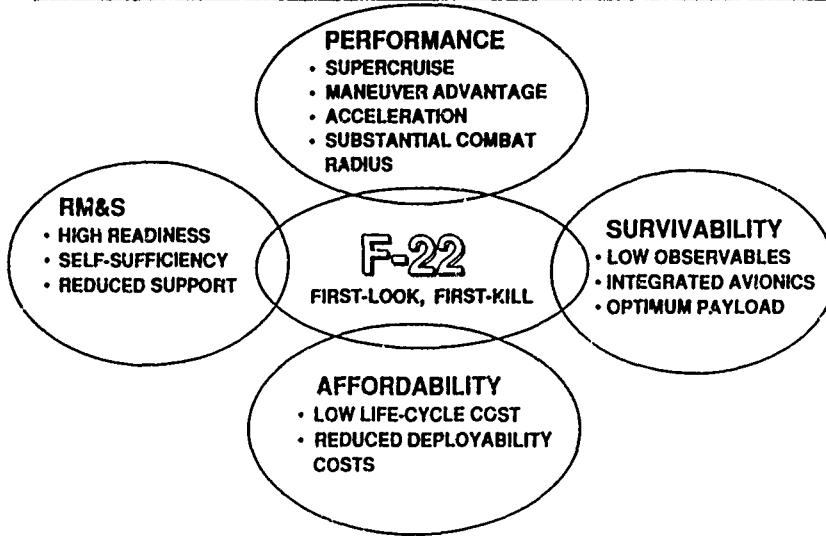 PERFORMANCE
• SUPERCRUISE
• MANEUVER ADVANTAGE
• ACCELERATION
• SUBSTANTIAL COMBAT
RADIUS
RM&S
• HIGH READINESS
• SELF-SUFFICIENCY
• REDUCED SUPPORT
F-22
FIRST-LOOK, FIRST-KILL
SURVIVABILITY
• LOW OBSERVABLES
• INTEGRATED AVIONICS
• OPTIMUM PAYLOAD
AFFORDABILITY
• LOW LIFE-CYCLE COST
• REDUCED DEPLOYABILITY
COSTS